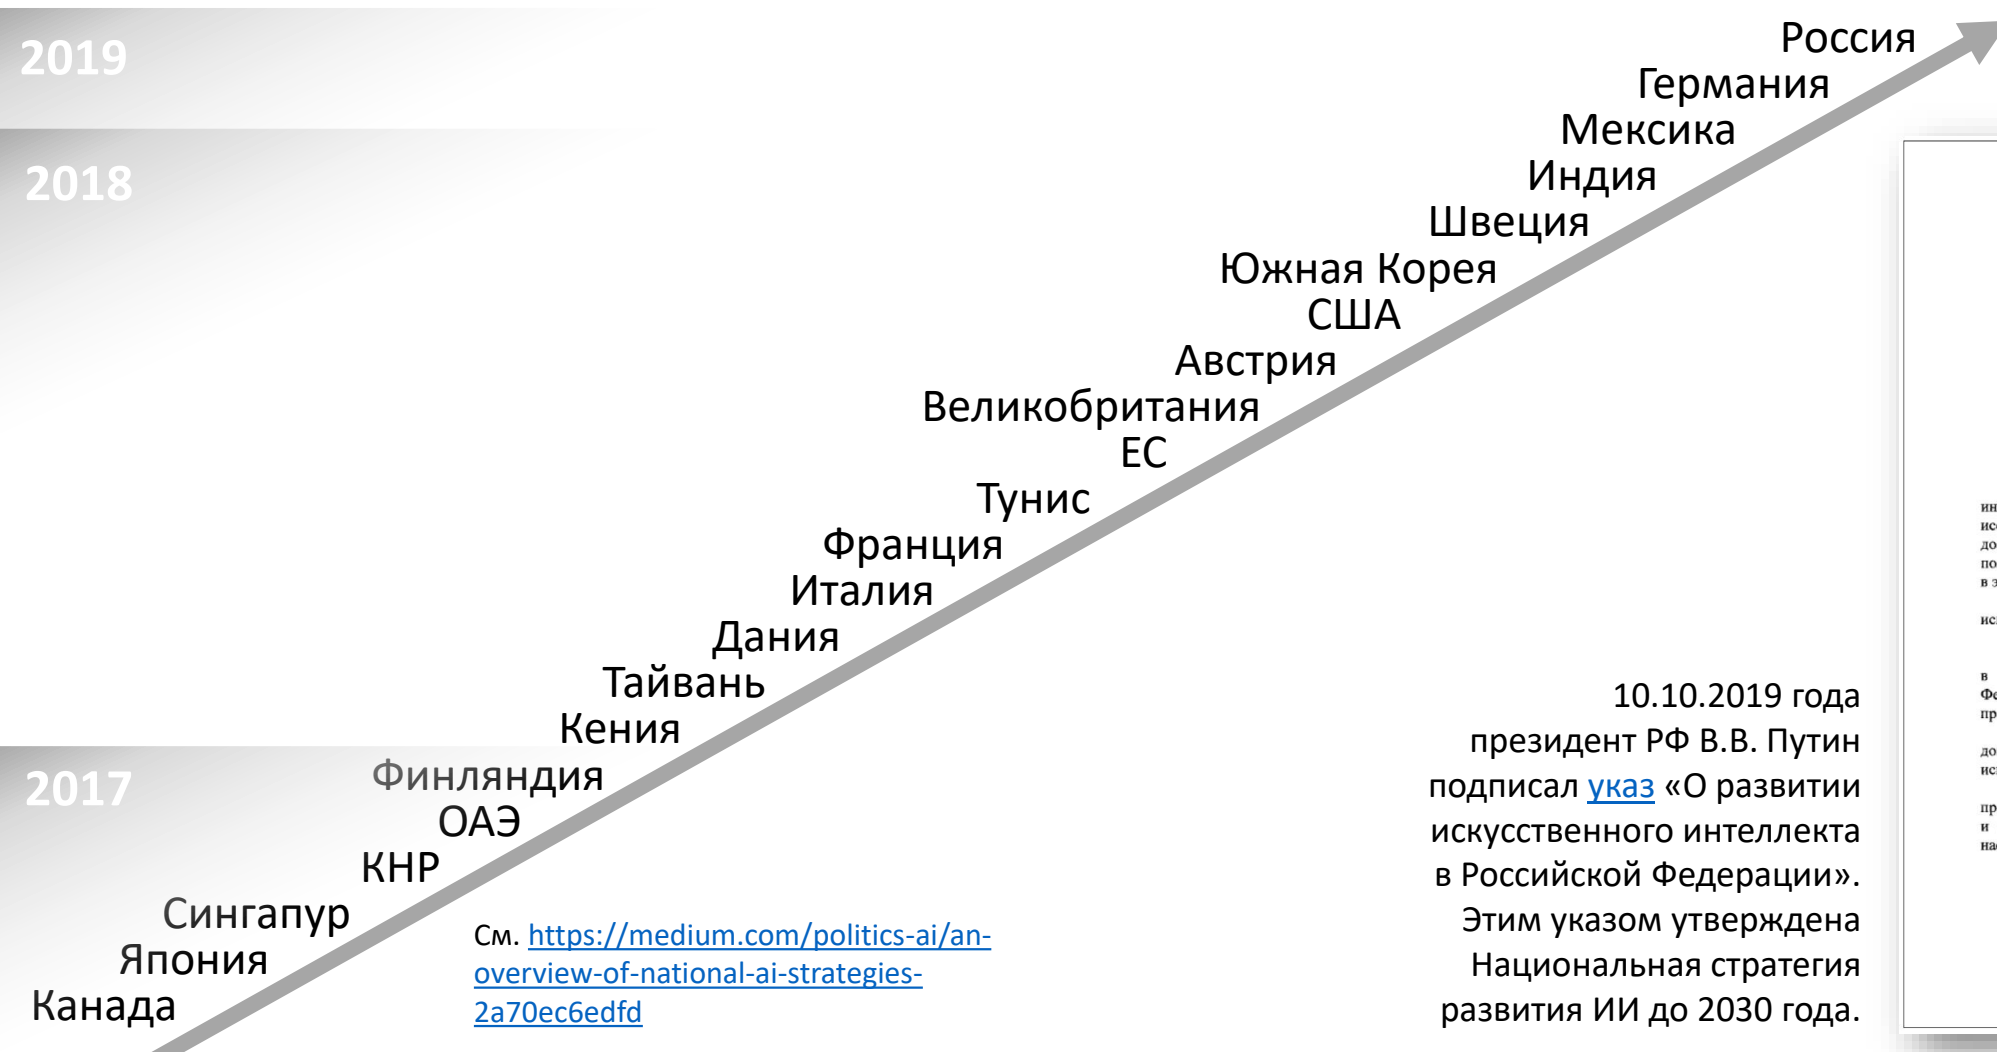 2019
Россия
Германия
Мексика
2018
Индия
Швеция
Южная Корея
США
Австрия
Великобритания
ЕС
Тунис
Франция
Италия
Дания
Тайвань
Кения
2017
Финляндия
ОАЭ
КНР
Сингапур
Япония
Канада
См. https://medium.com/politics-ai/an-
overview-of-national-ai-strategies-
2a70ec6edfd
10.10.2019 года
президент РФ В.В. Путин
подписал указ «О развитии
искусственного интеллекта
в Российской Федерации».
Этим указом утверждена
Национальная стратегия
развития ИИ до 2030 года.